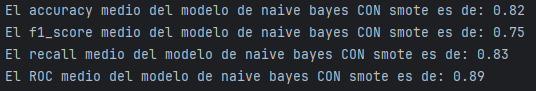 El accuracy medio del modelo de naive bayes CON smote es de: 0.82
El f1_score medio del modelo de naive bayes CON smote es de: 0.75
El recall medio del modelo de naive bayes CON smote es de: 0.83
El ROC medio del modelo de naive bayes CON smote es de: 0.89